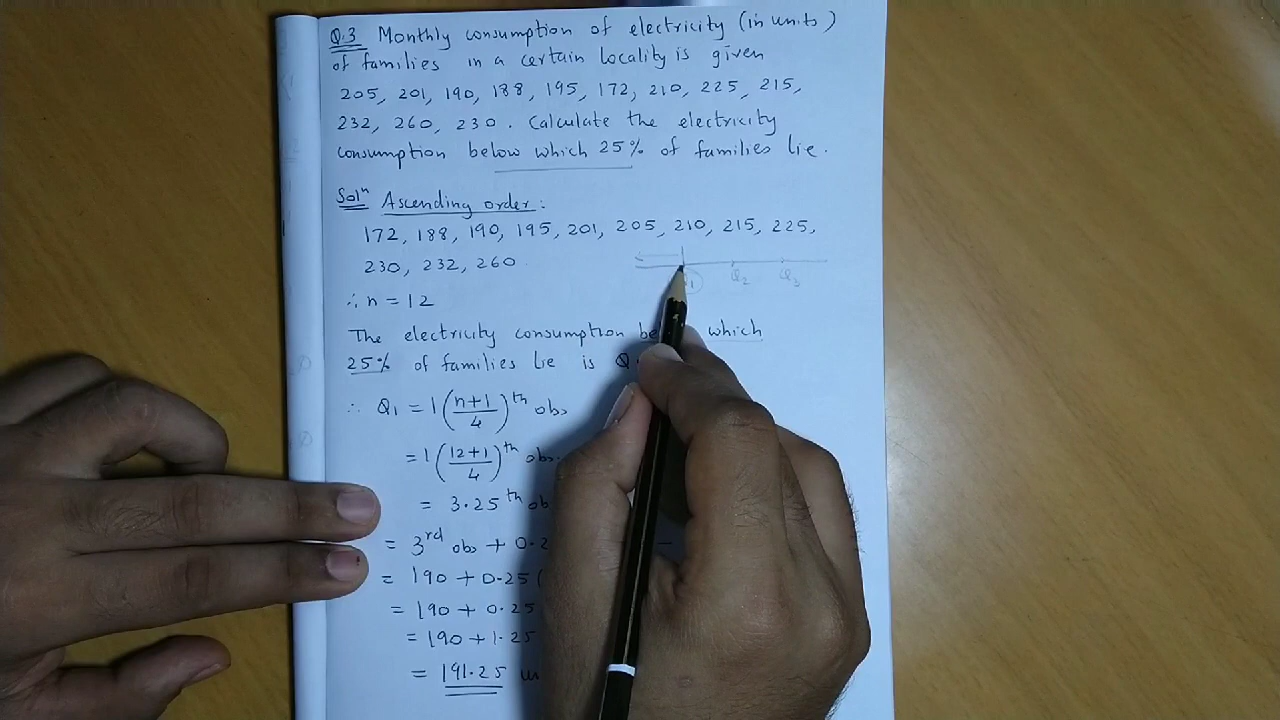 Q.3 Monthly consumption of electricity (in units)
of families in a certain locality is given
205, 201, 190, 188, 195, 172, 210, 225, 215,
232, 260, 230. Calculate the electricity
consumption below which 25% of families lie.
Solⁿ Ascending order:
172, 188, 190, 195, 201, 205, 210, 215, 225,
230, 232, 260
Q₂ Q₃
∴ n = 12
The electricity consumption which
25% of families lie is
∴ Q₁ = 1((n+1)/4)ᵗʰ obs
= 1((12+1)/4)ᵗʰ obs.
= 3.25ᵗʰ
= 3ʳᵈ obs +
= 190 + 0.25(
= 190 + 0.25
= 190 + 1.25
= 191.25